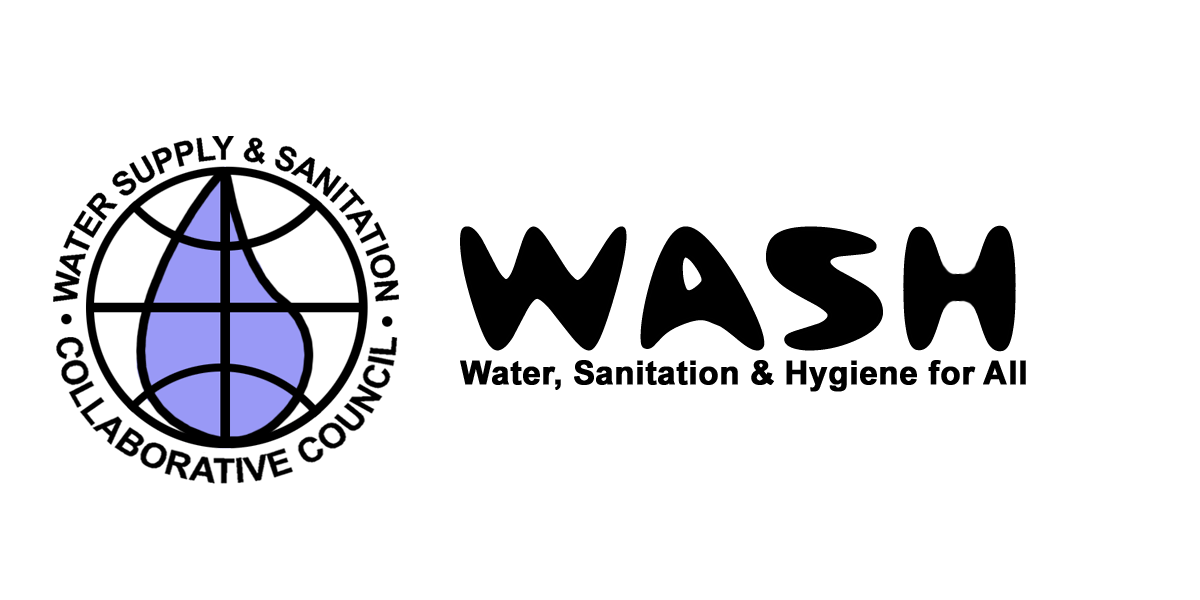 WATER SUPPLY & SANITATION
• COLLABORATIVE COUNCIL •
WASH
Water, Sanitation & Hygiene for All